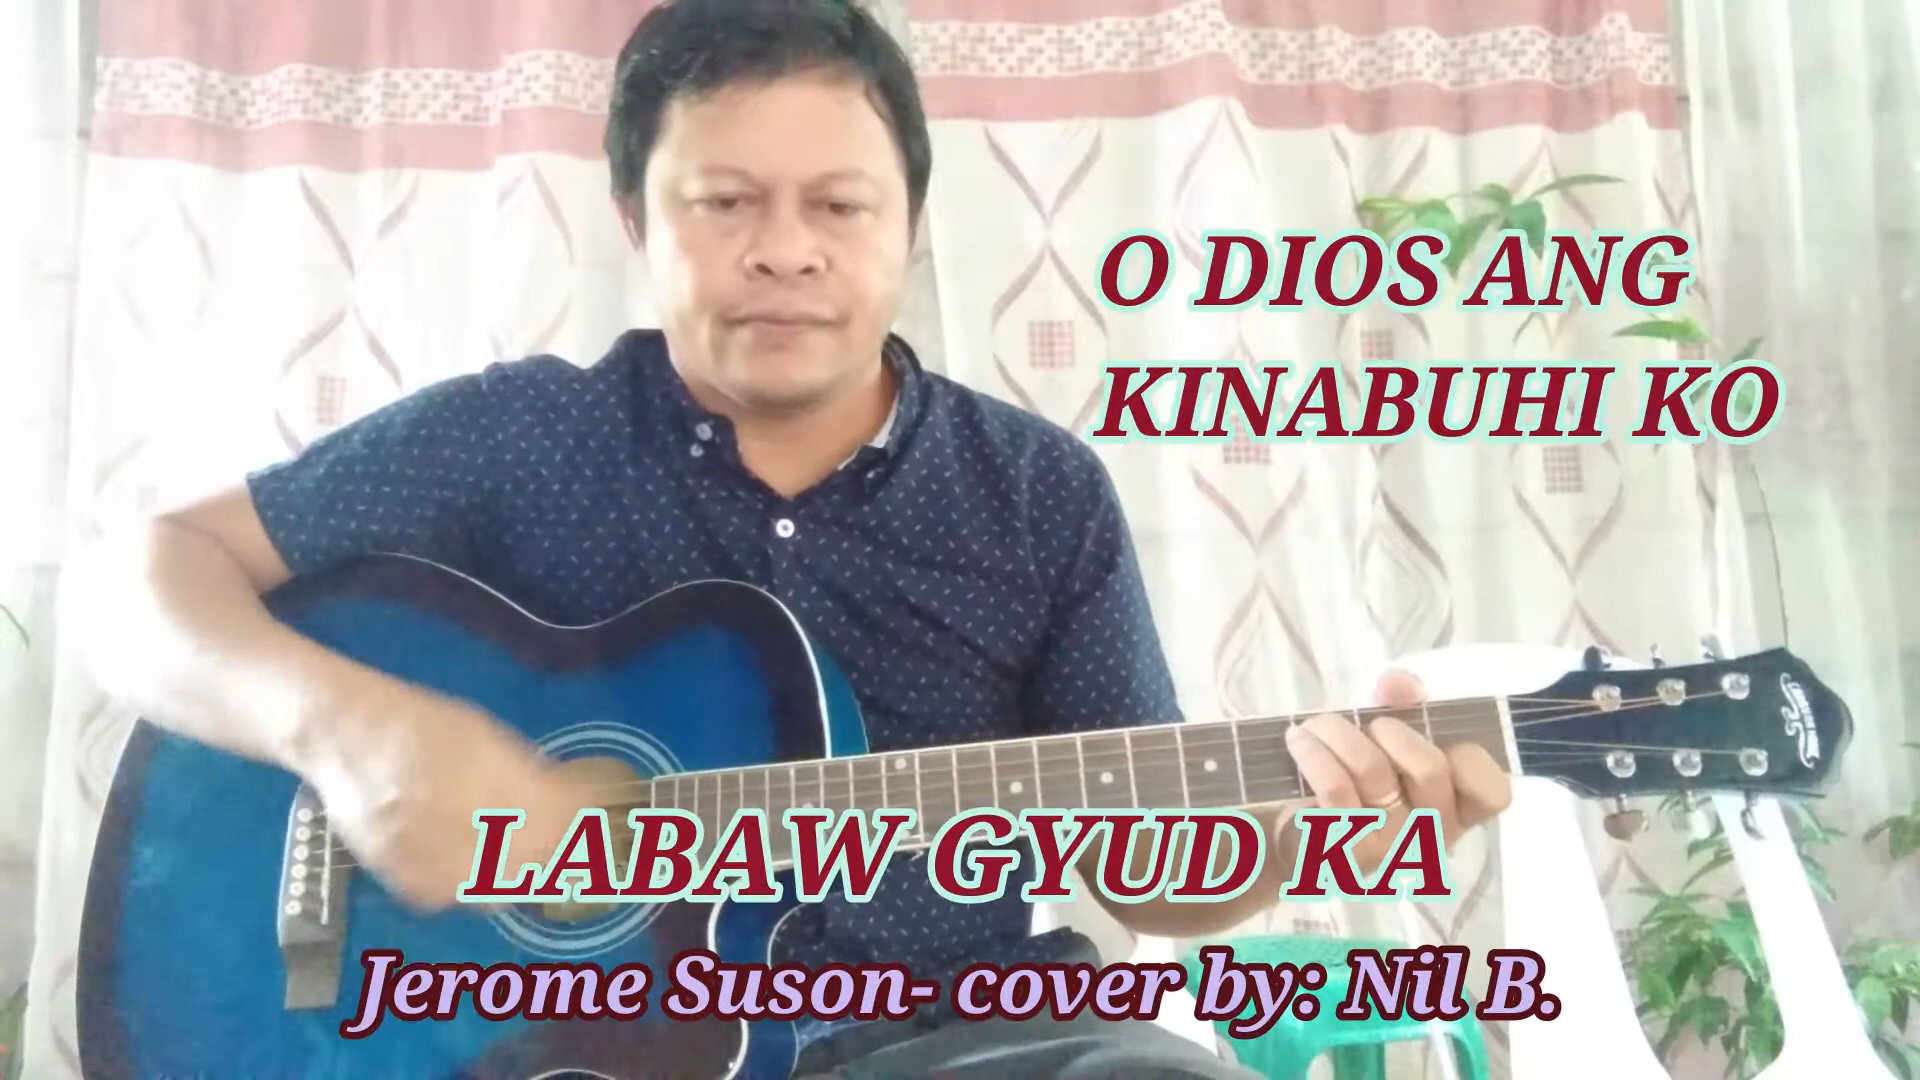 O DIOS ANG
KINABUHI KO
LABAW GYUD KA
Jerome Suson- cover by: Nil B.